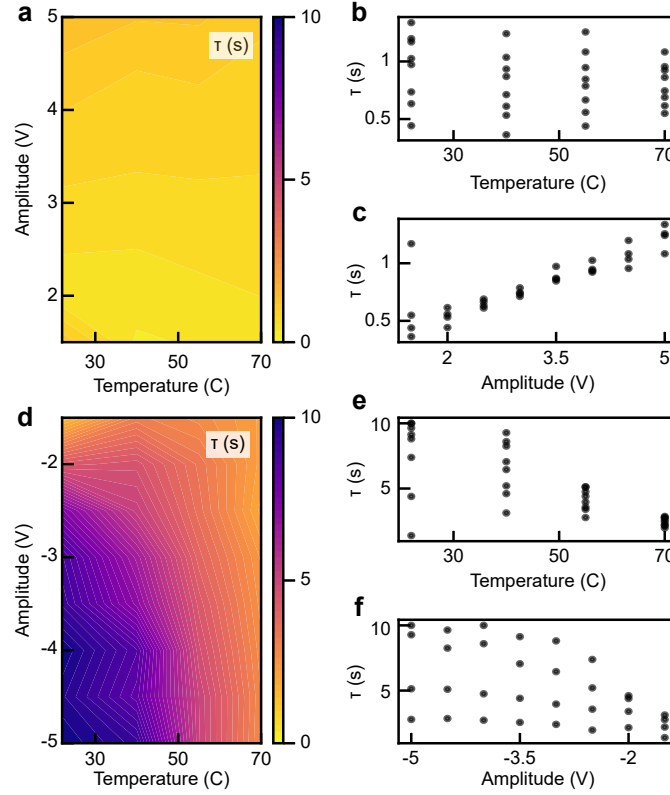 a
5
4
3
2
Amplitude (V)
30
50
70
Temperature (C)
τ (s)
10
5
0
b
τ (s)
1
0.5
30
50
70
Temperature (C)
c
τ (s)
1
0.5
2
3.5
5
Amplitude (V)
d
-2
-3
-4
-5
Amplitude (V)
30
50
70
Temperature (C)
τ (s)
10
5
0
e
τ (s)
10
5
30
50
70
Temperature (C)
f
τ (s)
10
5
-5
-3.5
-2
Amplitude (V)